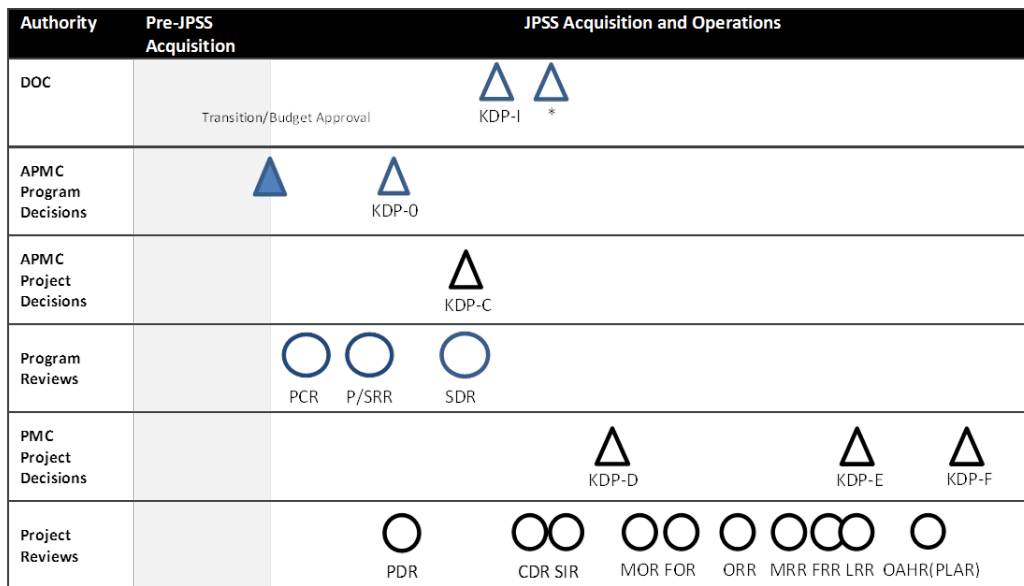 Authority
Pre-JPSS
Acquisition
JPSS Acquisition and Operations
DOC
Transition/Budget Approval
KDP-I
*
APMC
Program
Decisions
KDP-0
APMC
Project
Decisions
KDP-C
Program
Reviews
PCR
P/SRR
SDR
PMC
Project
Decisions
KDP-D
KDP-E
KDP-F
Project
Reviews
PDR
CDR SIR
MOR FOR
ORR
MRR FRR LRR
OAHR(PLAR)